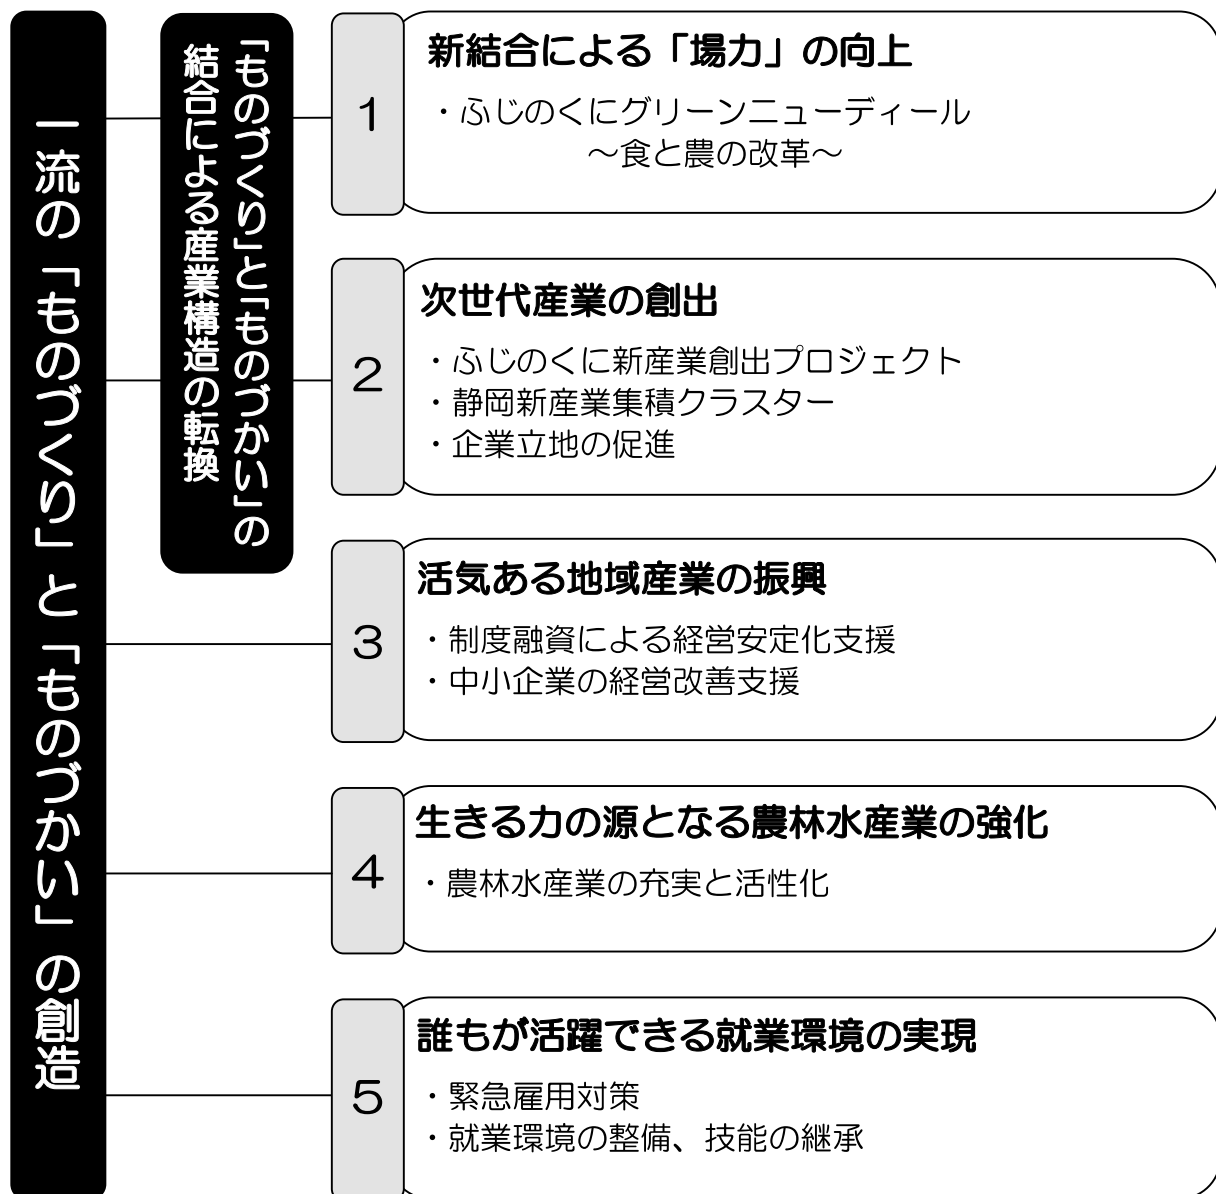 一流の「ものづくり」と「ものづかい」の創造
「ものづくり」と「ものづかい」の
結合による産業構造の転換
1
新結合による「場力」の向上
・ふじのくにグリーンニューディール
～食と農の改革～
2
次世代産業の創出
・ふじのくに新産業創出プロジェクト
・静岡新産業集積クラスター
・企業立地の促進
3
活気ある地域産業の振興
・制度融資による経営安定化支援
・中小企業の経営改善支援
4
生きる力の源となる農林水産業の強化
・農林水産業の充実と活性化
5
誰もが活躍できる就業環境の実現
・緊急雇用対策
・就業環境の整備、技能の継承